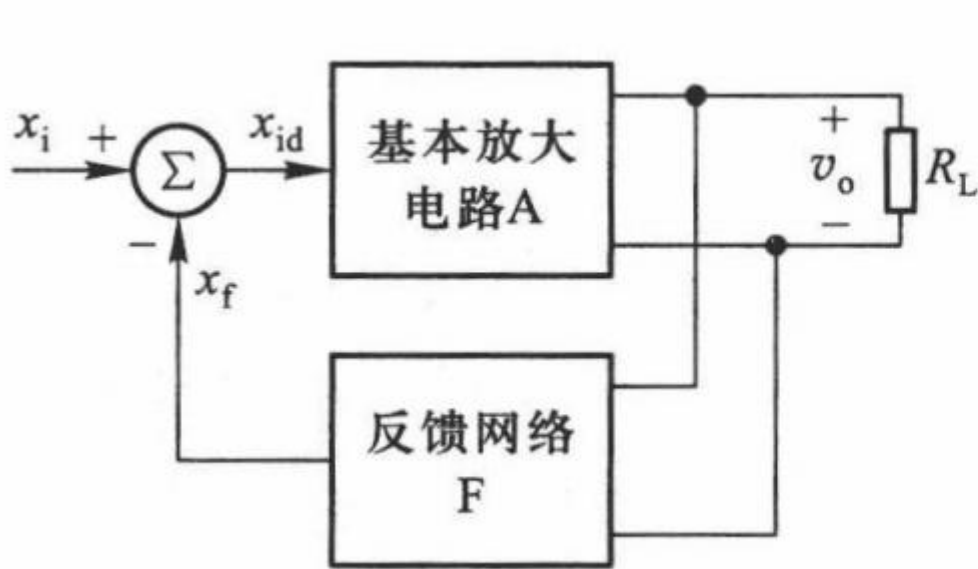 x_i
+
Σ
x_id
基本放大
电路A
+
v_o
−
R_L
−
x_f
反馈网络
F